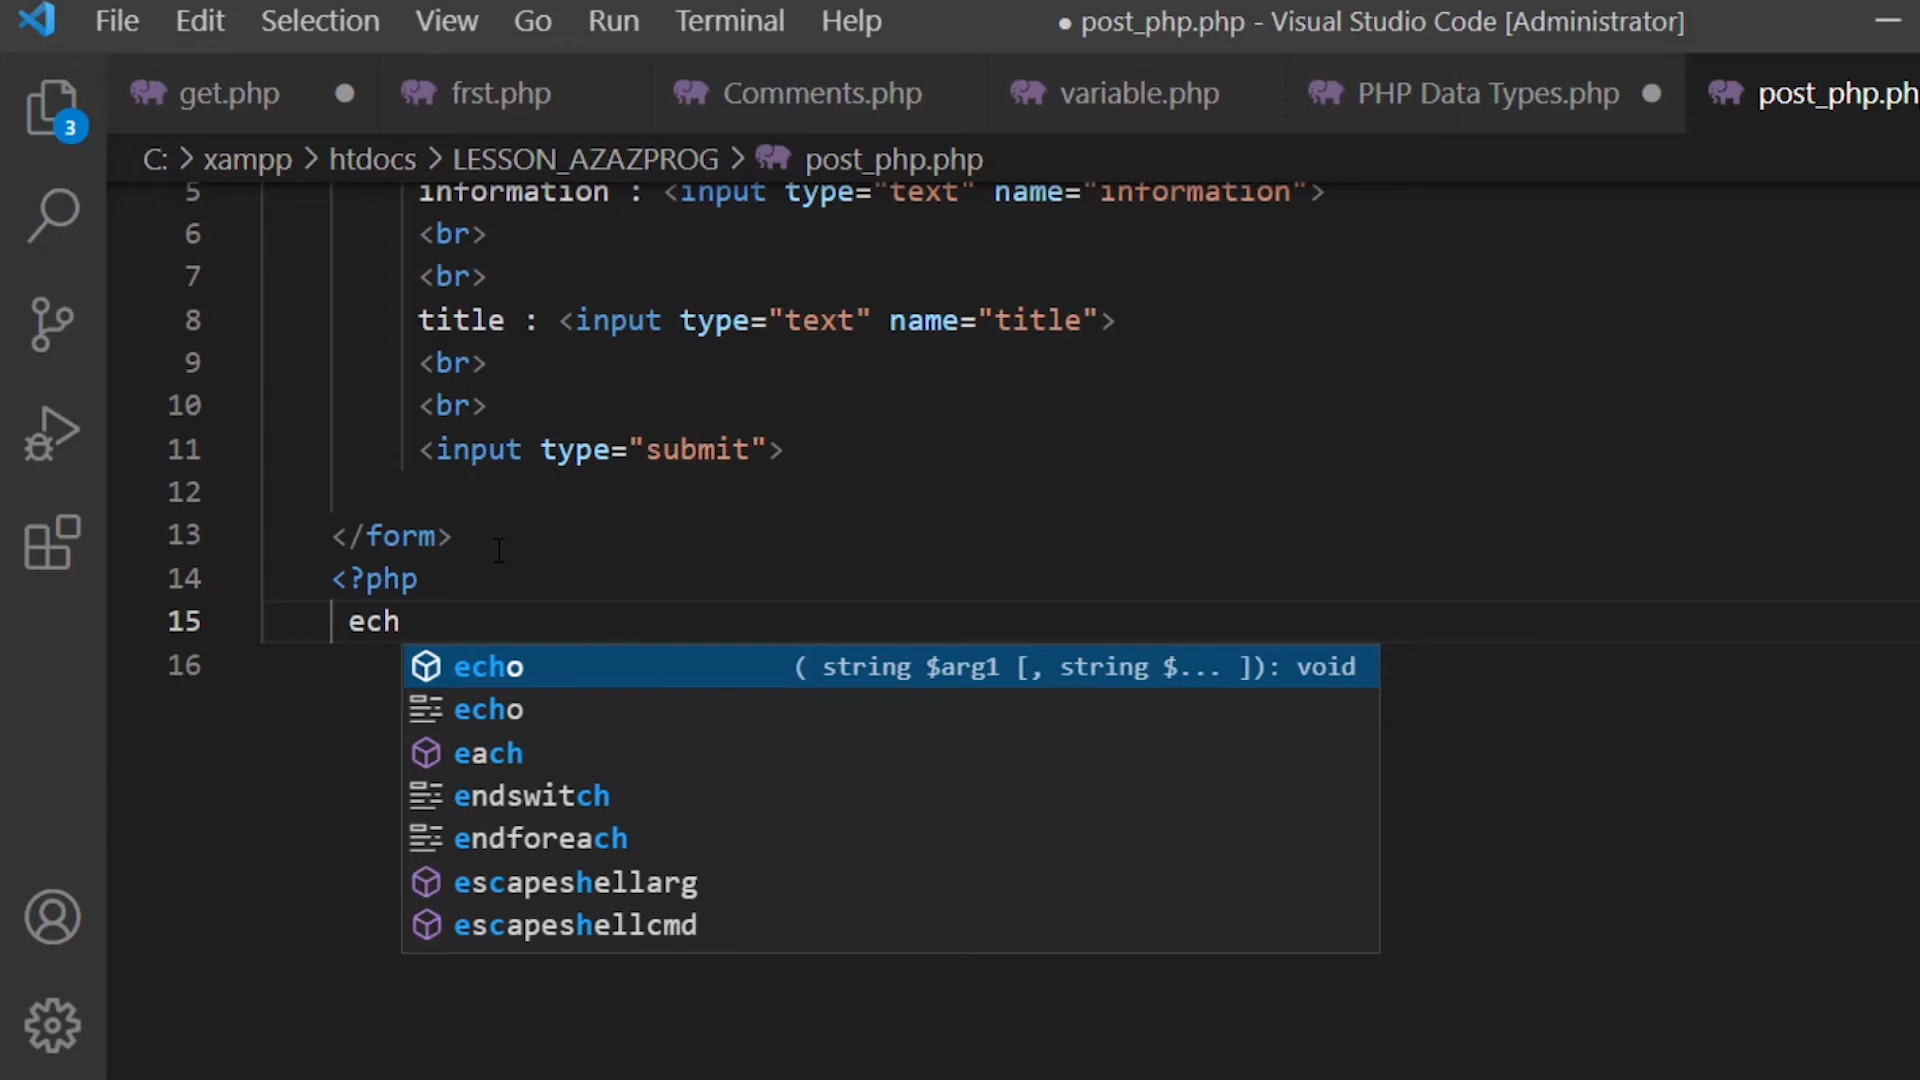 File Edit Selection View Go Run Terminal Help ● post_php.php - Visual Studio Code [Administrator]
get.php ● frst.php Comments.php variable.php PHP Data Types.php ● post_php.ph
3
C: > xampp > htdocs > LESSON_AZAZPROG > post_php.php
5 information : <input type="text" name="information">
6 <br>
7 <br>
8 title : <input type="text" name="title">
9 <br>
10 <br>
11 <input type="submit">
12
13 </form>
14 <?php
15 ech
16
echo ( string $arg1 [, string $... ]): void
echo
each
endswitch
endforeach
escapeshellarg
escapeshellcmd